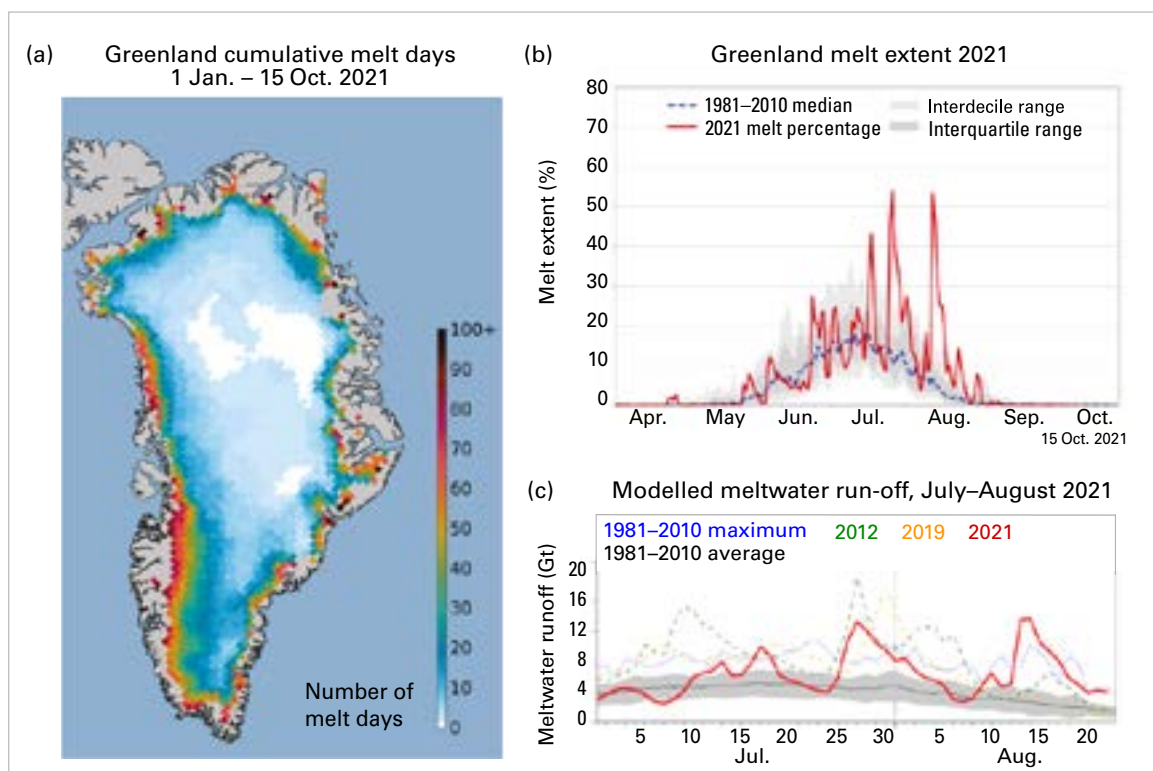 (a) Greenland cumulative melt days
1 Jan. – 15 Oct. 2021
100+
90
80
70
60
50
40
30
20
10
0
Number of
melt days
(b) Greenland melt extent 2021
1981–2010 median
2021 melt percentage
Interdecile range
Interquartile range
Melt extent (%)
80
70
60
50
40
30
20
10
0
Apr. May Jun. Jul. Aug. Sep. Oct.
15 Oct. 2021
(c) Modelled meltwater run-off, July–August 2021
1981–2010 maximum 2012 2019 2021
1981–2010 average
Meltwater runoff (Gt)
20
16
12
8
4
0
5 10 15 20 25 30 5 10 15 20
Jul. Aug.